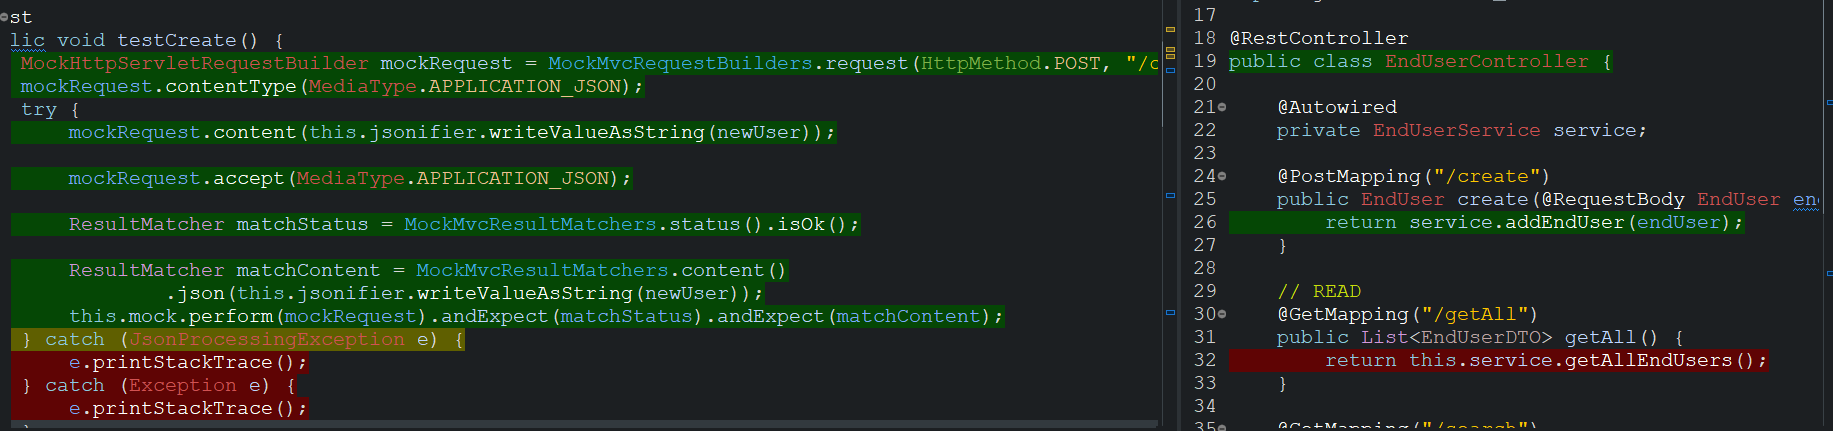 st
lic void testCreate() {
MockHttpServletRequestBuilder mockRequest = MockMvcRequestBuilders.request(HttpMethod.POST, "/c
mockRequest.contentType(MediaType.APPLICATION_JSON);
try {
mockRequest.content(this.jsonifier.writeValueAsString(newUser));
mockRequest.accept(MediaType.APPLICATION_JSON);
ResultMatcher matchStatus = MockMvcResultMatchers.status().isOk();
ResultMatcher matchContent = MockMvcResultMatchers.content()
.json(this.jsonifier.writeValueAsString(newUser));
this.mock.perform(mockRequest).andExpect(matchStatus).andExpect(matchContent);
} catch (JsonProcessingException e) {
e.printStackTrace();
} catch (Exception e) {
e.printStackTrace();
17
18 @RestController
19 public class EndUserController {
20
21 @Autowired
22 private EndUserService service;
23
24 @PostMapping("/create")
25 public EndUser create(@RequestBody EndUser en
26 return service.addEndUser(endUser);
27 }
28
29 // READ
30 @GetMapping("/getAll")
31 public List<EndUserDTO> getAll() {
32 return this.service.getAllEndUsers();
33 }
34
35 @GetMapping("/search")